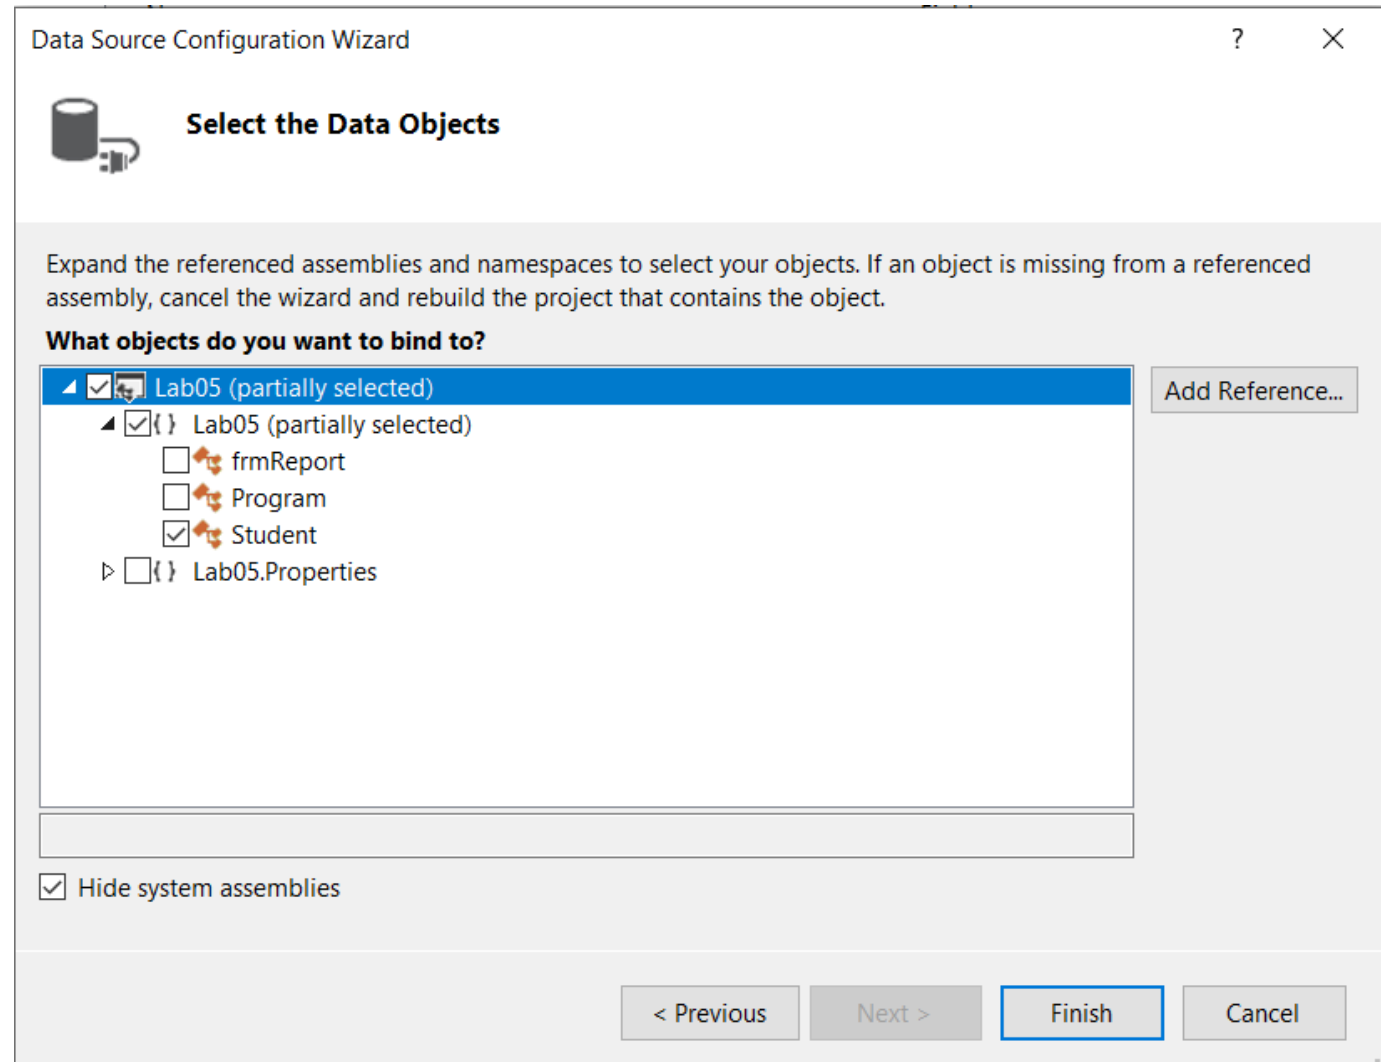 Data Source Configuration Wizard ? ×
Select the Data Objects
Expand the referenced assemblies and namespaces to select your objects. If an object is missing from a referenced
assembly, cancel the wizard and rebuild the project that contains the object.
What objects do you want to bind to?
Lab05 (partially selected)
Add Reference...
{ } Lab05 (partially selected)
frmReport
Program
Student
{ } Lab05.Properties
Hide system assemblies
< Previous Next > Finish Cancel